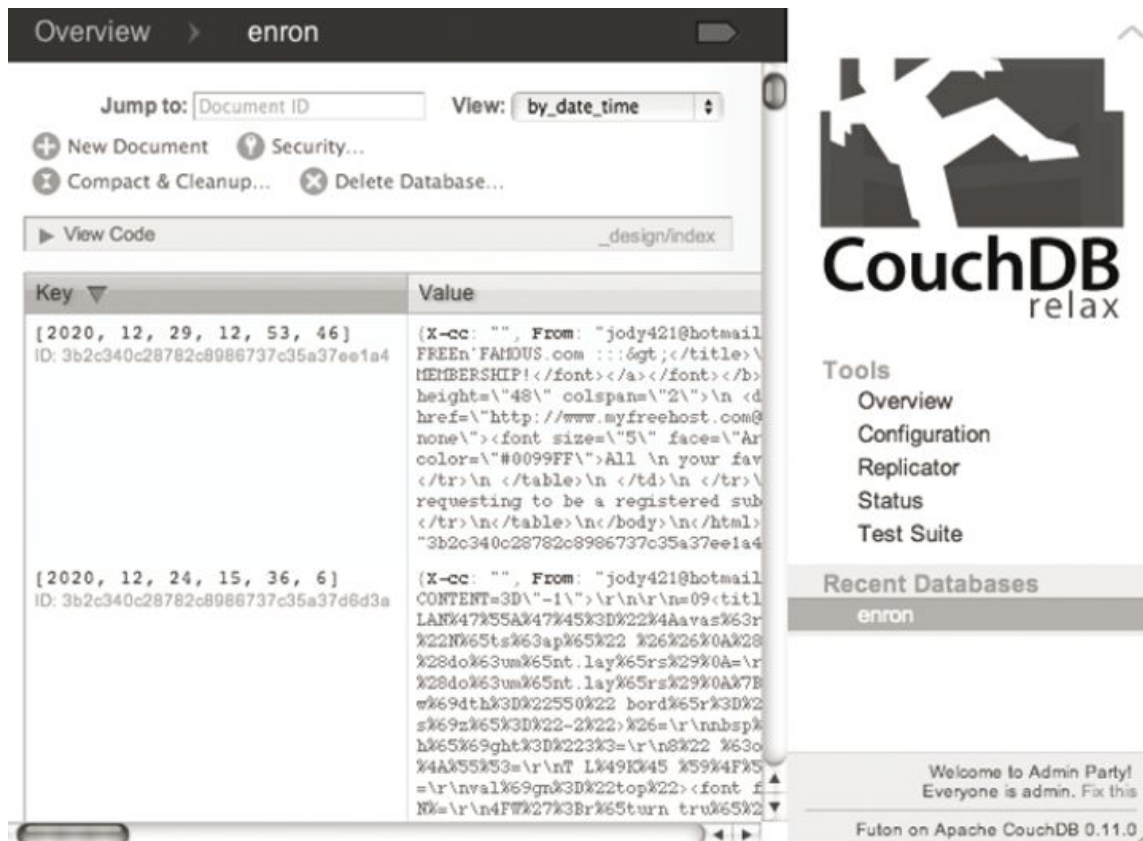 Overview > enron
Jump to: Document ID View: by_date_time
New Document Security...
Compact & Cleanup... Delete Database...
View Code _design/index
Key Value
[2020, 12, 29, 12, 53, 46]
ID: 3b2c340c28782c8986737c35a37ee1a4
{X-cc: "", From: "jody421@hotmail
FREEn'FAMOUS.com :::&gt;</title>\
MEMBERSHIP!</font></a></font></b>
height=\"48\" colspan=\"2\">\n <d
href=\"http://www.myfreehost.com@
none\"><font size=\"5\" face=\"Ar
color=\"#0099FF\">All \n your fav
</tr>\n </table>\n </td>\n </tr>\
requesting to be a registered sub
</tr>\n</table>\n</body>\n</html>
"3b2c340c28782c8986737c35a37ee1a4
[2020, 12, 24, 15, 36, 6]
ID: 3b2c340c28782c8986737c35a37d6d3a
{X-cc: "", From: "jody421@hotmail
CONTENT=3D\"-1\">\r\n\r\n=09<titl
LAN%47%55A%47%45%3D%22%4Aavas%63r
%22N%65ts%63ap%65%22 %26%26%0A%28
%28do%63um%65nt.lay%65rs%29%0A=\r
%28do%63um%65nt.lay%65rs%29%0A%7B
w%69dth%3D%22550%22 bord%65r%3D%2
s%69z%65%3D%22-2%22>%26=\r\nnbsp%
h%65%69ght%3D%223%3=\r\n8%22 %63o
%4A%55%53=\r\nT L%49K%45 %59%4F%5
=\r\nval%69gn%3D%22top%22><font f
N%=\r\n4FW%27%3Br%65turn tru%65%2
CouchDB
relax
Tools
Overview
Configuration
Replicator
Status
Test Suite
Recent Databases
enron
Welcome to Admin Party!
Everyone is admin. Fix this
Futon on Apache CouchDB 0.11.0